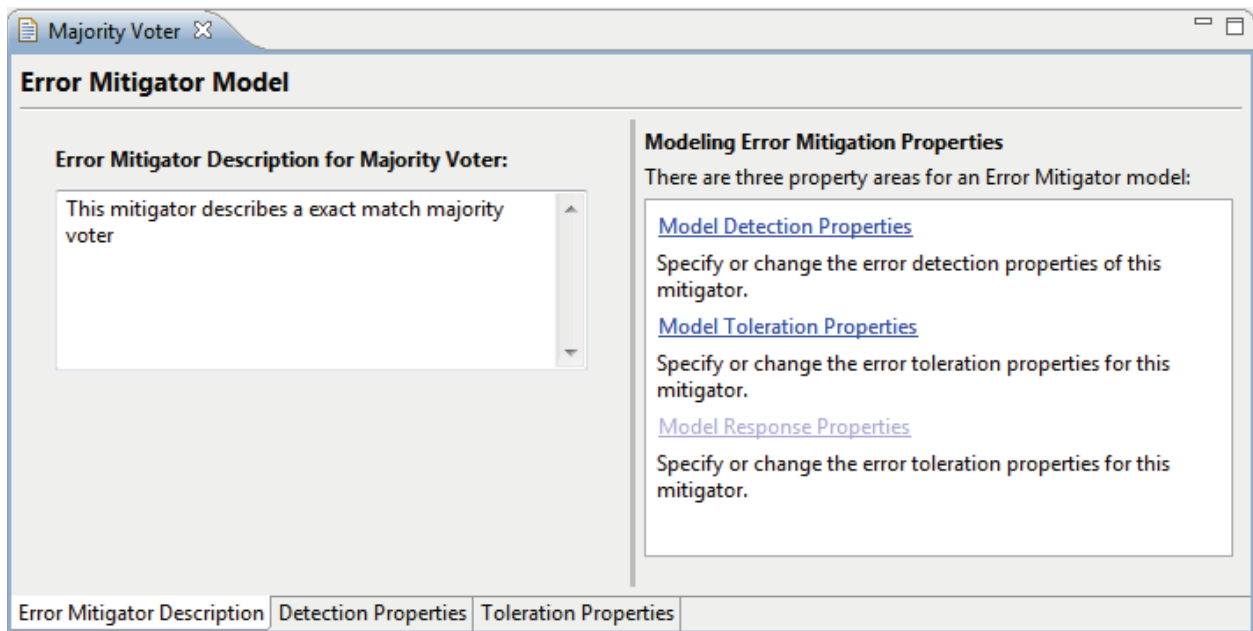 Majority Voter
Error Mitigator Model
Error Mitigator Description for Majority Voter:
This mitigator describes a exact match majority
voter
Modeling Error Mitigation Properties
There are three property areas for an Error Mitigator model:
Model Detection Properties
Specify or change the error detection properties of this
mitigator.
Model Toleration Properties
Specify or change the error toleration properties for this
mitigator.
Model Response Properties
Specify or change the error toleration properties for this
mitigator.
Error Mitigator Description Detection Properties Toleration Properties